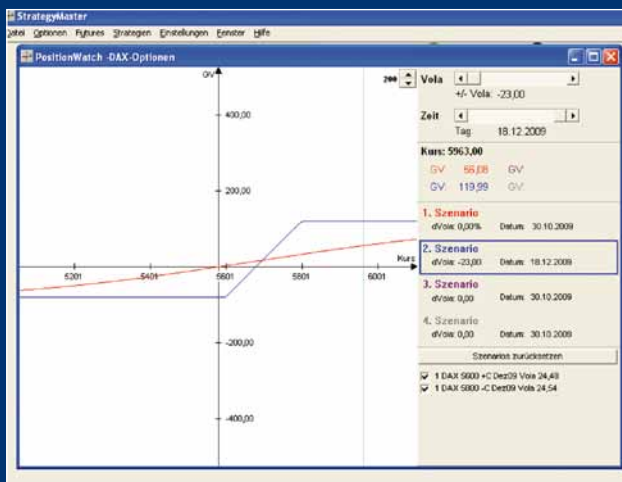 StrategyMaster
Datei Optionen Futures Strategien Einstellungen Fenster Hilfe
PositionWatch -DAX-Optionen
GV
200
Vola
+/- Vola: -23,00
Zeit
Tag: 18.12.2009
Kurs: 5963,00
GV: 56,08 GV:
GV: 119,99 GV:
1. Szenario
dVola: 0,00% Datum: 30.10.2009
2. Szenario
dVola: -23,00 Datum: 18.12.2009
3. Szenario
dVola: 0,00 Datum: 30.10.2009
4. Szenario
dVola: 0,00 Datum: 30.10.2009
Szenarios zurücksetzen
1 DAX 5600 +C Dez09 Vola 24,48
1 DAX 5800 -C Dez09 Vola 24,54
400,00
200,00
Kurs
5201 5401 5601 5801 6001
-200,00
-400,00